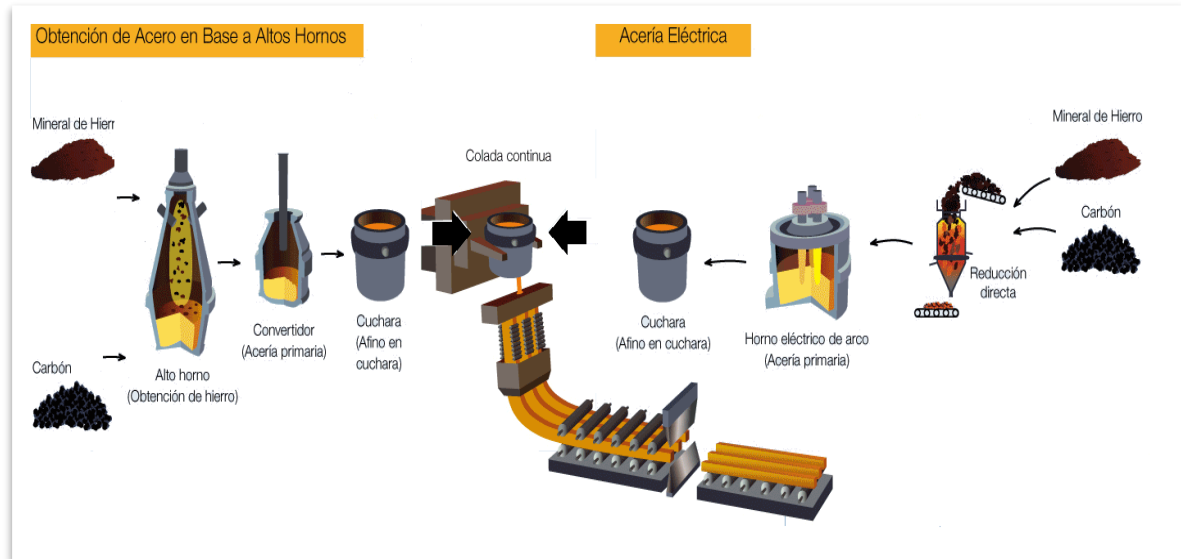 Obtención de Acero en Base a Altos Hornos
Acería Eléctrica
Mineral de Hierr
Carbón
Alto horno
(Obtención de hierro)
Convertidor
(Acería primaria)
Cuchara
(Afino en
cuchara)
Colada continua
Cuchara
(Afino en cuchara)
Horno eléctrico de arco
(Acería primaria)
Reducción
directa
Mineral de Hierro
Carbón